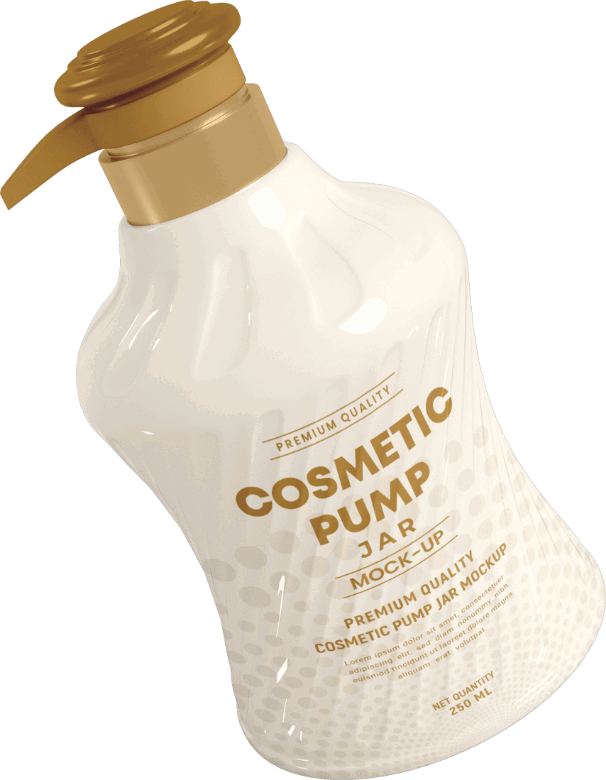 PREMIUM QUALITY
COSMETIC
PUMP
JAR
MOCK-UP
PREMIUM QUALITY
COSMETIC PUMP JAR MOCKUP
Lorem ipsum dolor sit amet, consectetuer
adipiscing elit, sed diam nonummy nibh
euismod tincidunt ut laoreet dolore magna
aliquam erat volutpat
NET QUANTITY
250 ML